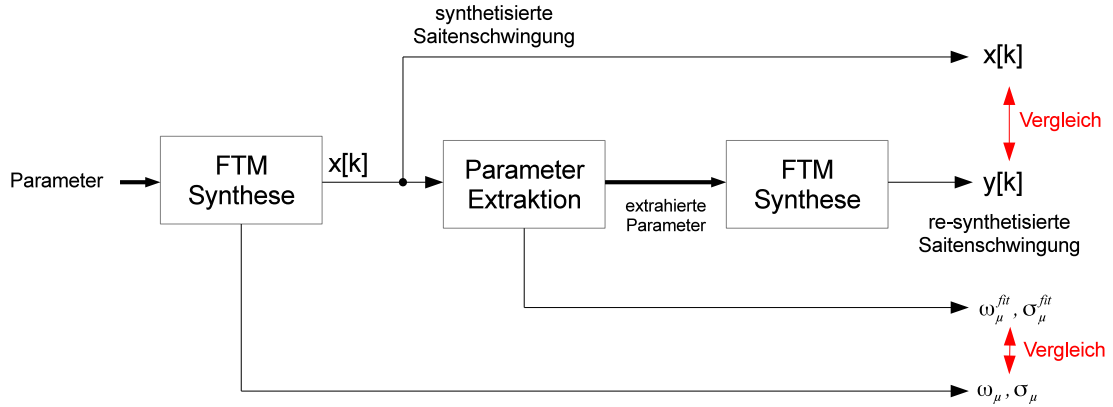 synthetisierte
Saitenschwingung
x[k]
Vergleich
Parameter
FTM
Synthese
x[k]
Parameter
Extraktion
extrahierte
Parameter
FTM
Synthese
y[k]
re-synthetisierte
Saitenschwingung
ω_μ^fit, σ_μ^fit
Vergleich
ω_μ, σ_μ